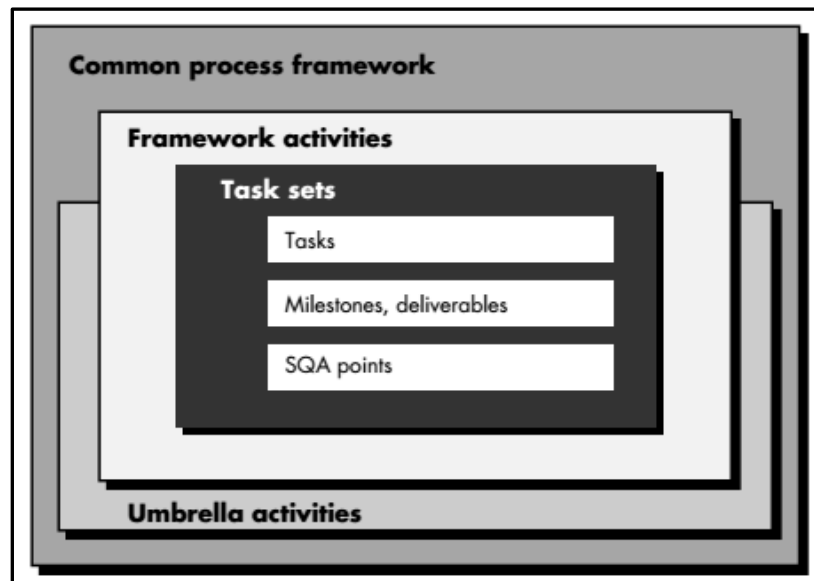 Common process framework
Framework activities
Task sets
Tasks
Milestones, deliverables
SQA points
Umbrella activities